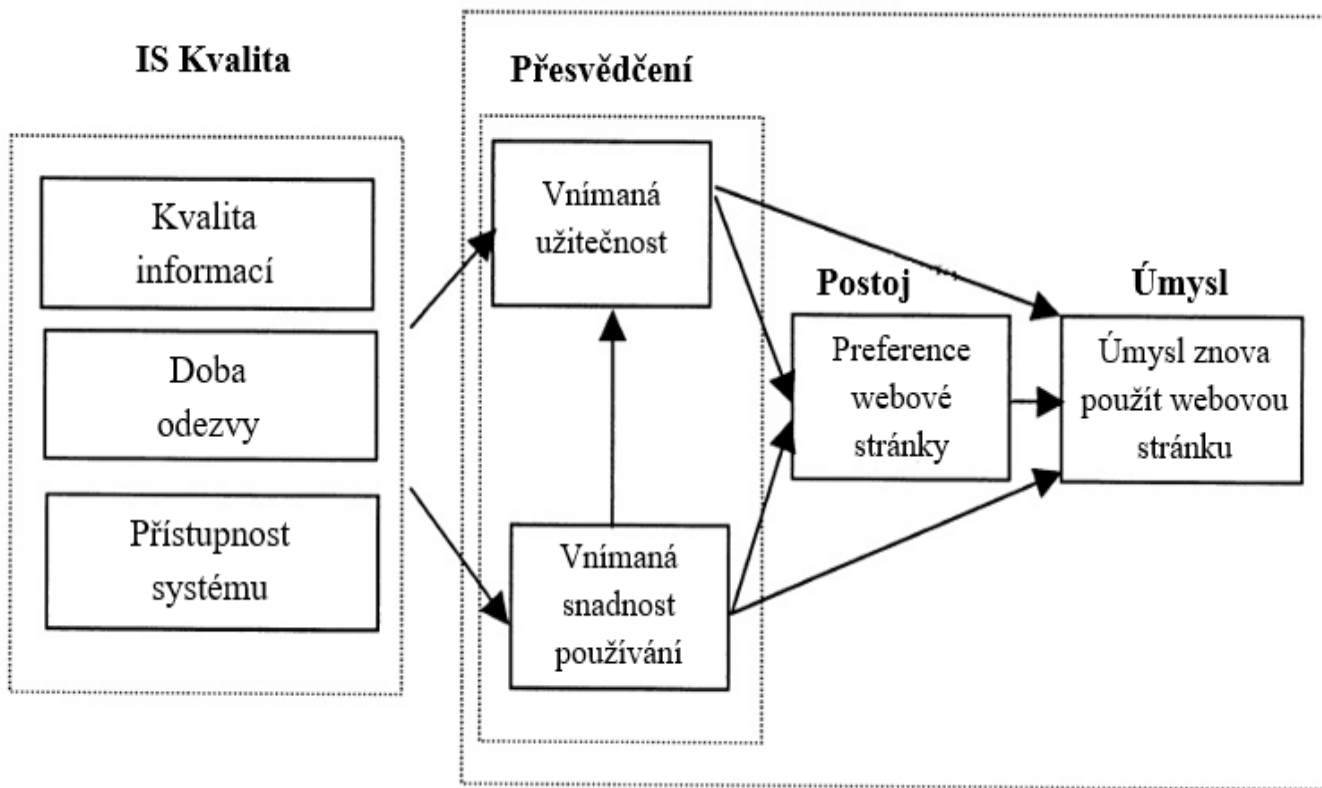 IS Kvalita
Kvalita
informací
Doba
odezvy
Přístupnost
systému
Přesvědčení
Vnímaná
užitečnost
Vnímaná
snadnost
používání
Postoj
Preference
webové
stránky
Úmysl
Úmysl znova
použít webovou
stránku